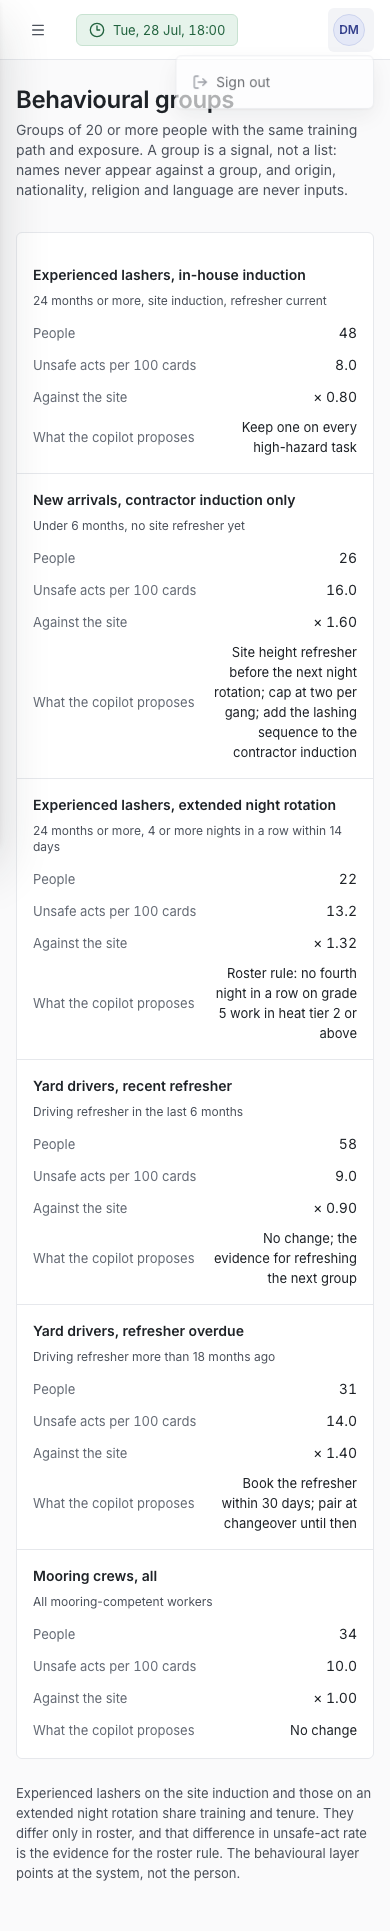 Tue, 28 Jul, 18:00
DM
Sign out
Behavioural groups
Groups of 20 or more people with the same training
path and exposure. A group is a signal, not a list:
names never appear against a group, and origin,
nationality, religion and language are never inputs.
Experienced lashers, in-house induction
24 months or more, site induction, refresher current
People 48
Unsafe acts per 100 cards 8.0
Against the site × 0.80
What the copilot proposes Keep one on every
high-hazard task
New arrivals, contractor induction only
Under 6 months, no site refresher yet
People 26
Unsafe acts per 100 cards 16.0
Against the site × 1.60
What the copilot proposes Site height refresher
before the next night
rotation; cap at two per
gang; add the lashing
sequence to the
contractor induction
Experienced lashers, extended night rotation
24 months or more, 4 or more nights in a row within 14
days
People 22
Unsafe acts per 100 cards 13.2
Against the site × 1.32
What the copilot proposes Roster rule: no fourth
night in a row on grade
5 work in heat tier 2 or
above
Yard drivers, recent refresher
Driving refresher in the last 6 months
People 58
Unsafe acts per 100 cards 9.0
Against the site × 0.90
What the copilot proposes No change; the
evidence for refreshing
the next group
Yard drivers, refresher overdue
Driving refresher more than 18 months ago
People 31
Unsafe acts per 100 cards 14.0
Against the site × 1.40
What the copilot proposes Book the refresher
within 30 days; pair at
changeover until then
Mooring crews, all
All mooring-competent workers
People 34
Unsafe acts per 100 cards 10.0
Against the site × 1.00
What the copilot proposes No change
Experienced lashers on the site induction and those on an
extended night rotation share training and tenure. They
differ only in roster, and that difference in unsafe-act rate
is the evidence for the roster rule. The behavioural layer
points at the system, not the person.